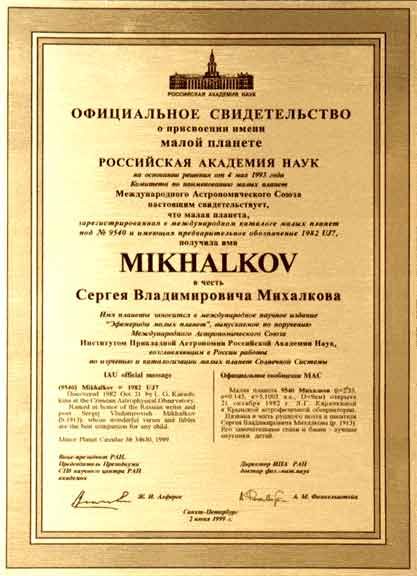 РОССИЙСКАЯ АКАДЕМИЯ НАУК
ОФИЦИАЛЬНОЕ СВИДЕТЕЛЬСТВО
о присвоении имени
малой планете
РОССИЙСКАЯ АКАДЕМИЯ НАУК
на основании решения от 4 мая 1993 года
Комитета по наименованию малых планет
Международного Астрономического Союза
настоящим свидетельствует,
что малая планета,
зарегистрированная в международном каталоге малых планет
под № 9540 и имеющая предварительное обозначение 1982 UJ7,
получила имя
MIKHALKOV
в честь
Сергея Владимировича Михалкова
Имя планеты заносится в международное научное издание
"Эфемериды малых планет", выпускаемое по поручению
Международного Астрономического Союза
Институтом Прикладной Астрономии Российской Академии Наук,
возглавляющим в России работы
по изучению и каталогизации малых планет Солнечной Системы
IAU official massage
(9540) Mikhalkov = 1982 UJ7
Discovered 1982 Oct 21 by L. G. Karach-
kina at the Crimean Astrophysical Observatory.
Named in honor of the Russian writer and
poet Sergej Vladimirovich Mikhalkov
(b.1913), whose wonderful verses and fables
are the best companion for any child.
Minor Planet Circular № 34630, 1999.
Официальное сообщение МАС
Малая планета 9540 Михалков
открыта
21 октября 1982 г. Л.Г. Карачкиной
в Крымской астрофизической обсерватории.
Названа в честь русского поэта и писателя
Сергея Владимировича Михалкова (р. 1913).
Его замечательные стихи и басни - лучшие
спутники детей.
Вице-президент РАН,
Председатель Президиума
СПб научного центра РАН
академик
Ж. И. Алферов
Директор ИПА РАН
доктор физ.-мат.наук
А. М. Финкельштейн
Санкт-Петербург
2 июня 1999 г.